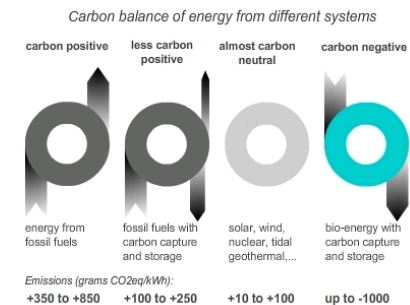 Carbon balance of energy from different systems
carbon positive
less carbon
positive
almost carbon
neutral
carbon negative
energy from
fossil fuels
fossil fuels with
carbon capture
and storage
solar, wind,
nuclear, tidal
geothermal,...
bio-energy with
carbon capture
and storage
Emissions (grams CO2eq/kWh):
+350 to +850
+100 to +250
+10 to +100
up to -1000